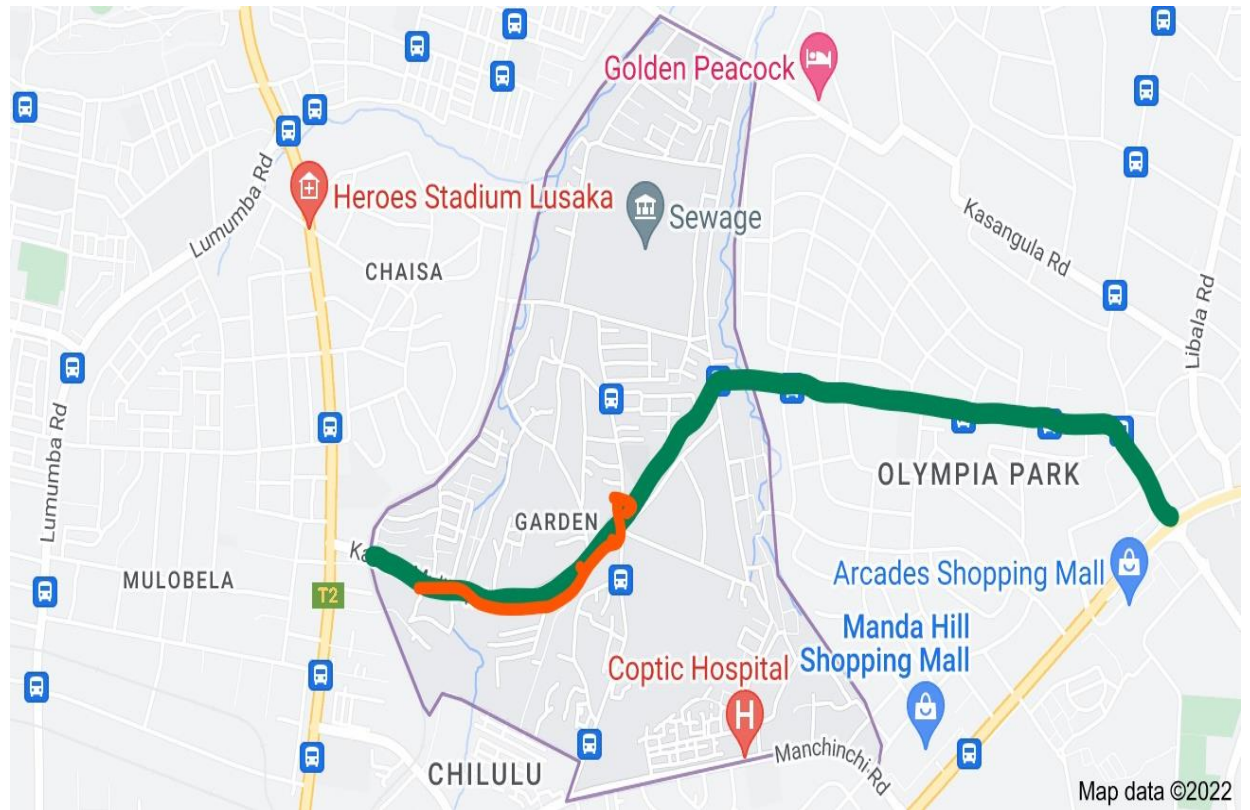 Golden Peacock
Heroes Stadium Lusaka
Sewage
Lumumba Rd
Kasangula Rd
CHAISA
Libala Rd
Lumumba Rd
OLYMPIA PARK
GARDEN
MULOBELA
T2
Arcades Shopping Mall
Manda Hill
Shopping Mall
Coptic Hospital
H
Manchinchi Rd
CHILULU
Map data ©2022